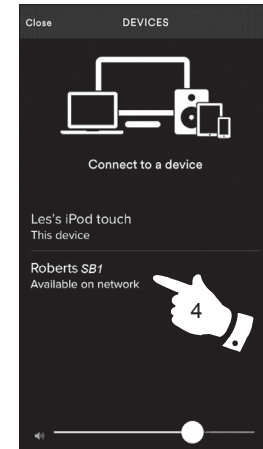 Close DEVICES
Connect to a device
Les's iPod touch
This device
Roberts SB1
Available on network
4